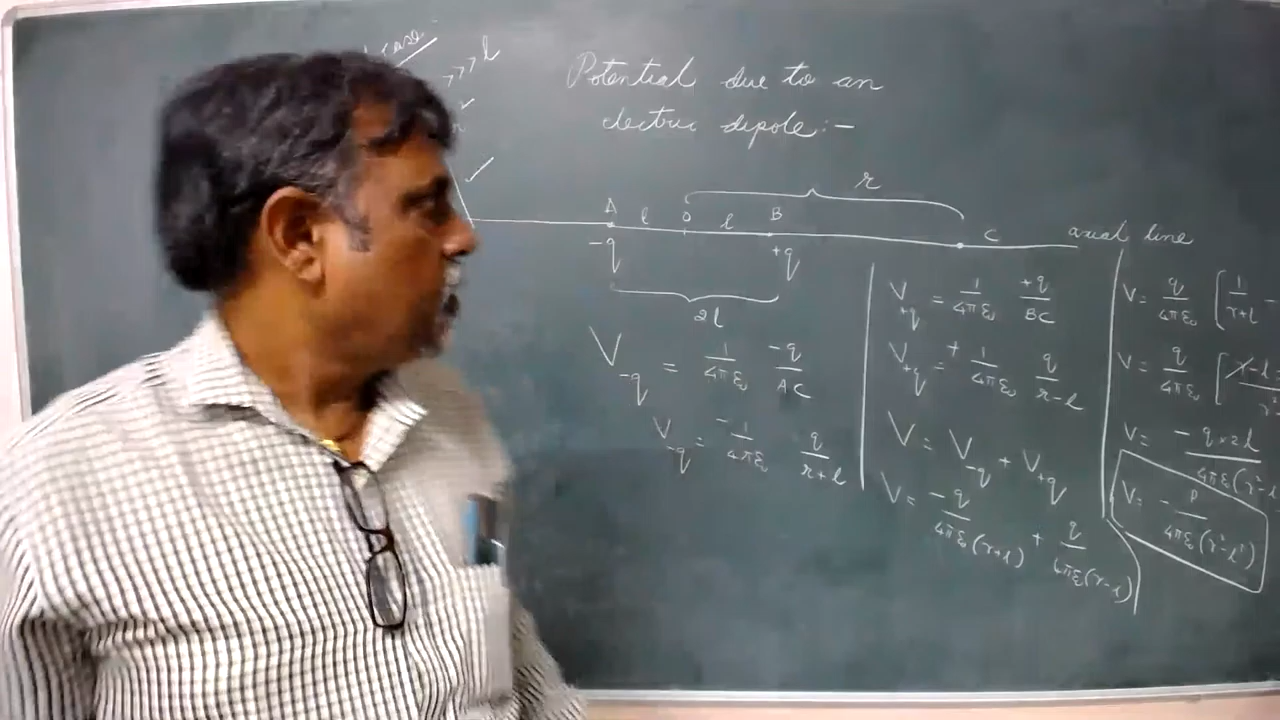 case
>>> l
Potential due to an
electric dipole:-
r
A l O l B C axial line
-q +q
2l
V-q = 1/4πε₀ -q/AC
V-q = -1/4πε₀ q/r+l
V+q = 1/4πε₀ +q/BC
V+q = + 1/4πε₀ q/r-l
V = V-q + V+q
V = -q/4πε₀(r+l) + q/4πε₀(r-l)
V = q/4πε₀ [1/r+l -
V = q/4πε₀ [r-l
V = - q×2l/4πε₀(r²-l
V = - p/4πε₀(r²-l²)